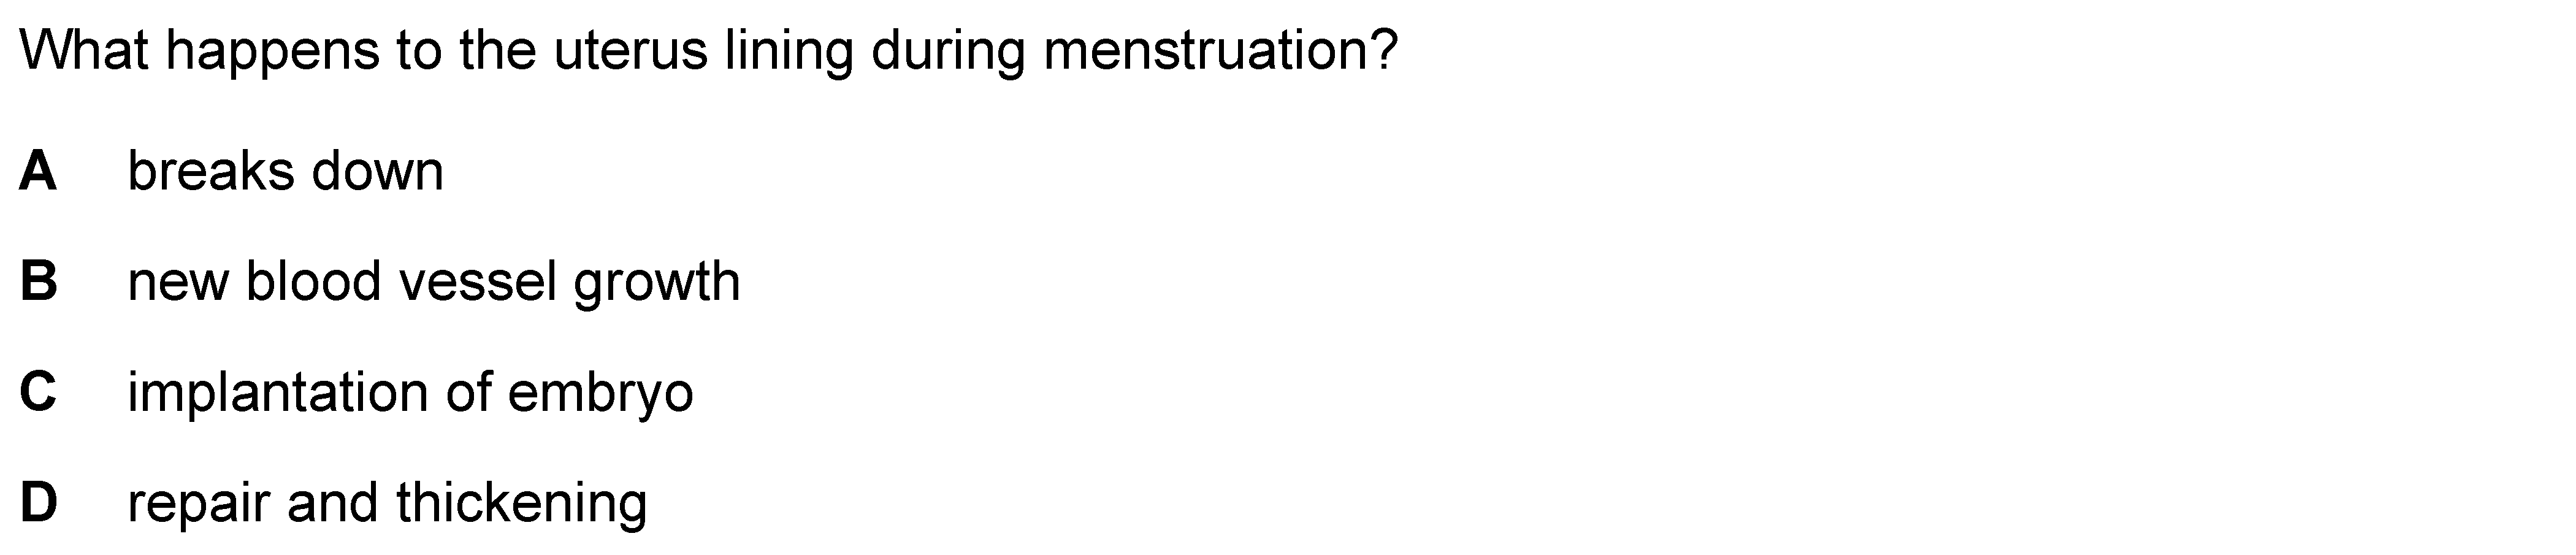 What happens to the uterus lining during menstruation?
A breaks down
B new blood vessel growth
C implantation of embryo
D repair and thickening